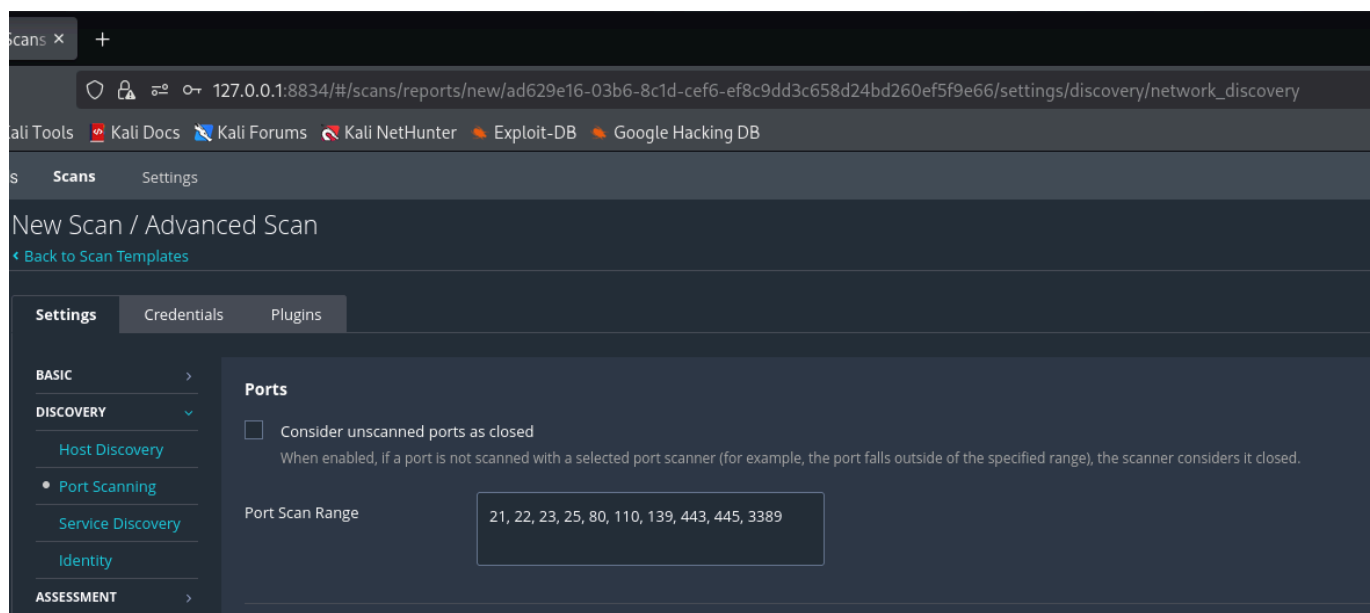 Scans × +
127.0.0.1:8834/#/scans/reports/new/ad629e16-03b6-8c1d-cef6-ef8c9dd3c658d24bd260ef5f9e66/settings/discovery/network_discovery
Kali Tools Kali Docs Kali Forums Kali NetHunter Exploit-DB Google Hacking DB
s Scans Settings
New Scan / Advanced Scan
‹ Back to Scan Templates
Settings Credentials Plugins
BASIC ›
DISCOVERY
Host Discovery
• Port Scanning
Service Discovery
Identity
ASSESSMENT ›
Ports
Consider unscanned ports as closed
When enabled, if a port is not scanned with a selected port scanner (for example, the port falls outside of the specified range), the scanner considers it closed.
Port Scan Range
21, 22, 23, 25, 80, 110, 139, 443, 445, 3389